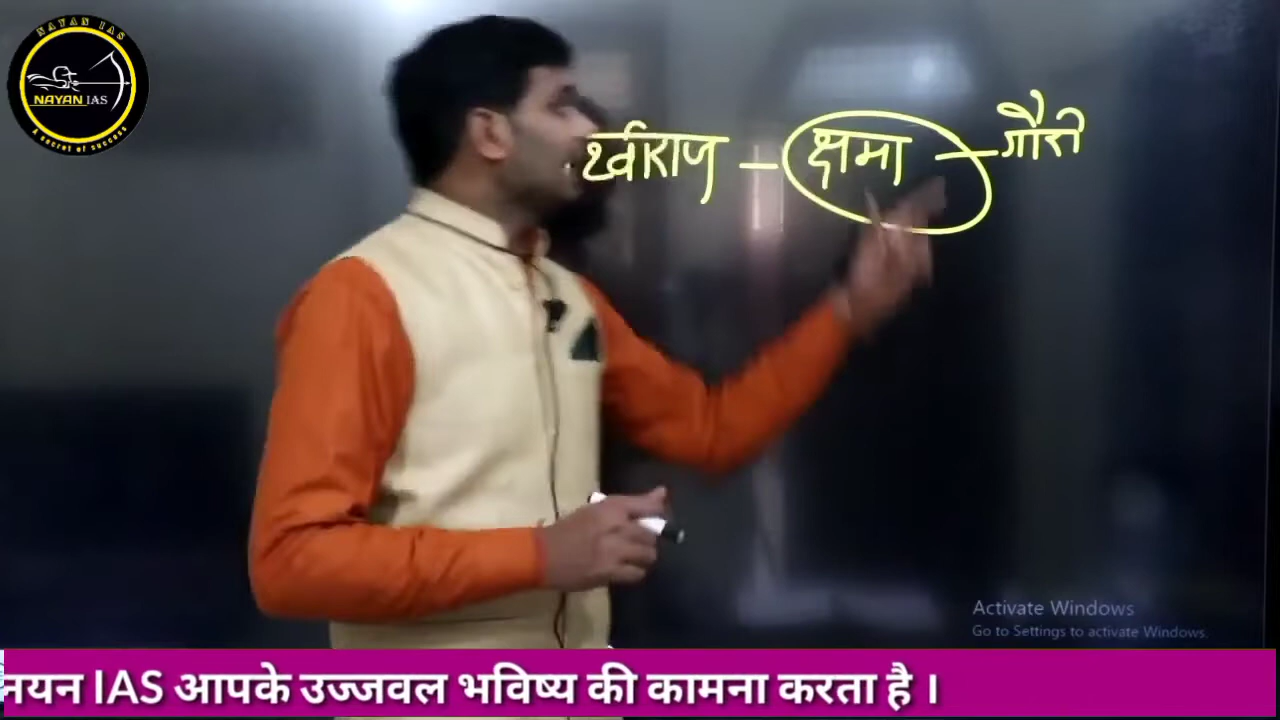 NAYAN IAS
NAYAN IAS
A secret of success
र्खाराज - क्षमा - गौरी
Activate Windows
Go to Settings to activate Windows.
नयन IAS आपके उज्जवल भविष्य की कामना करता है ।